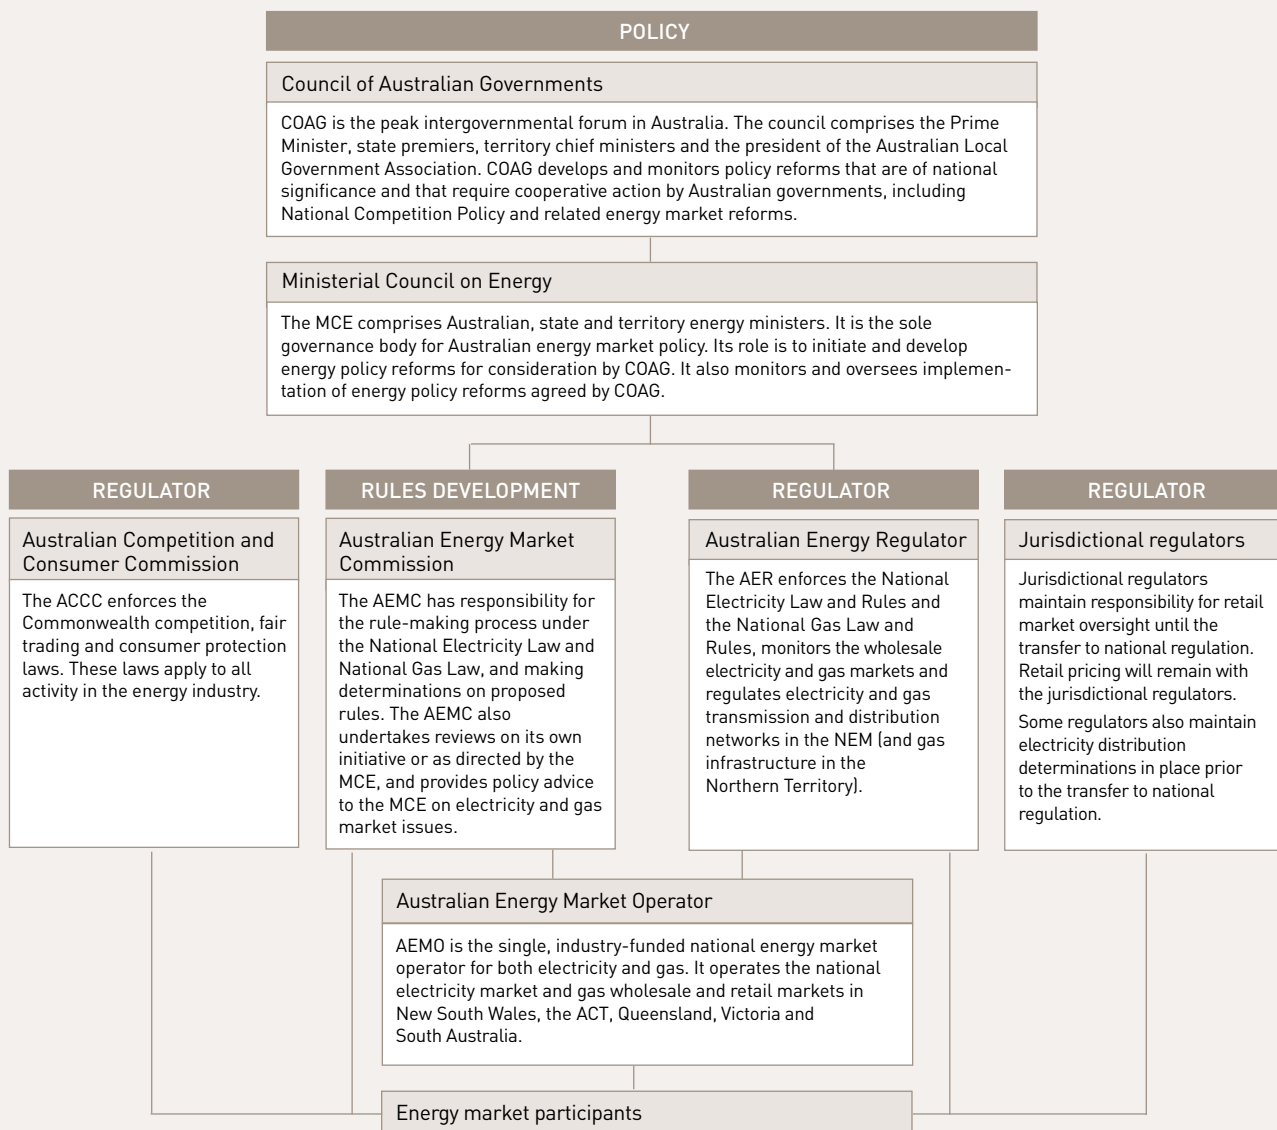 POLICY
Council of Australian Governments
COAG is the peak intergovernmental forum in Australia. The council comprises the Prime
Minister, state premiers, territory chief ministers and the president of the Australian Local
Government Association. COAG develops and monitors policy reforms that are of national
significance and that require cooperative action by Australian governments, including
National Competition Policy and related energy market reforms.
Ministerial Council on Energy
The MCE comprises Australian, state and territory energy ministers. It is the sole
governance body for Australian energy market policy. Its role is to initiate and develop
energy policy reforms for consideration by COAG. It also monitors and oversees implemen-
tation of energy policy reforms agreed by COAG.
REGULATOR
Australian Competition and
Consumer Commission
The ACCC enforces the
Commonwealth competition, fair
trading and consumer protection
laws. These laws apply to all
activity in the energy industry.
RULES DEVELOPMENT
Australian Energy Market
Commission
The AEMC has responsibility for
the rule-making process under
the National Electricity Law and
National Gas Law, and making
determinations on proposed
rules. The AEMC also
undertakes reviews on its own
initiative or as directed by the
MCE, and provides policy advice
to the MCE on electricity and gas
market issues.
REGULATOR
Australian Energy Regulator
The AER enforces the National
Electricity Law and Rules and
the National Gas Law and
Rules, monitors the wholesale
electricity and gas markets and
regulates electricity and gas
transmission and distribution
networks in the NEM (and gas
infrastructure in the
Northern Territory).
REGULATOR
Jurisdictional regulators
Jurisdictional regulators
maintain responsibility for retail
market oversight until the
transfer to national regulation.
Retail pricing will remain with
the jurisdictional regulators.
Some regulators also maintain
electricity distribution
determinations in place prior
to the transfer to national
regulation.
Australian Energy Market Operator
AEMO is the single, industry-funded national energy market
operator for both electricity and gas. It operates the national
electricity market and gas wholesale and retail markets in
New South Wales, the ACT, Queensland, Victoria and
South Australia.
Energy market participants